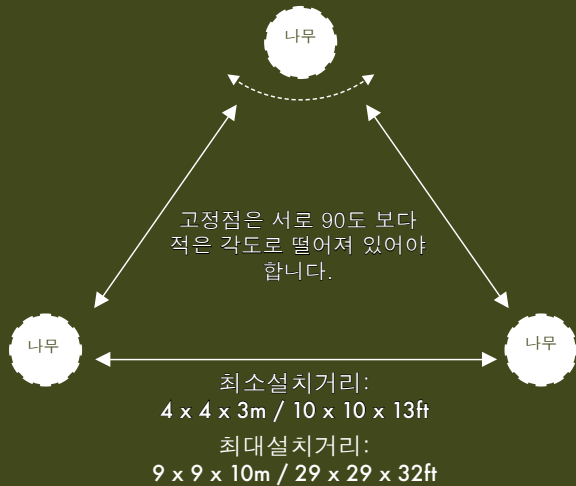 나무
고정점은 서로 90도 보다
적은 각도로 떨어져 있어야
합니다.
나무
나무
최소설치거리:
4 x 4 x 3m / 10 x 10 x 13ft
최대설치거리:
9 x 9 x 10m / 29 x 29 x 32ft